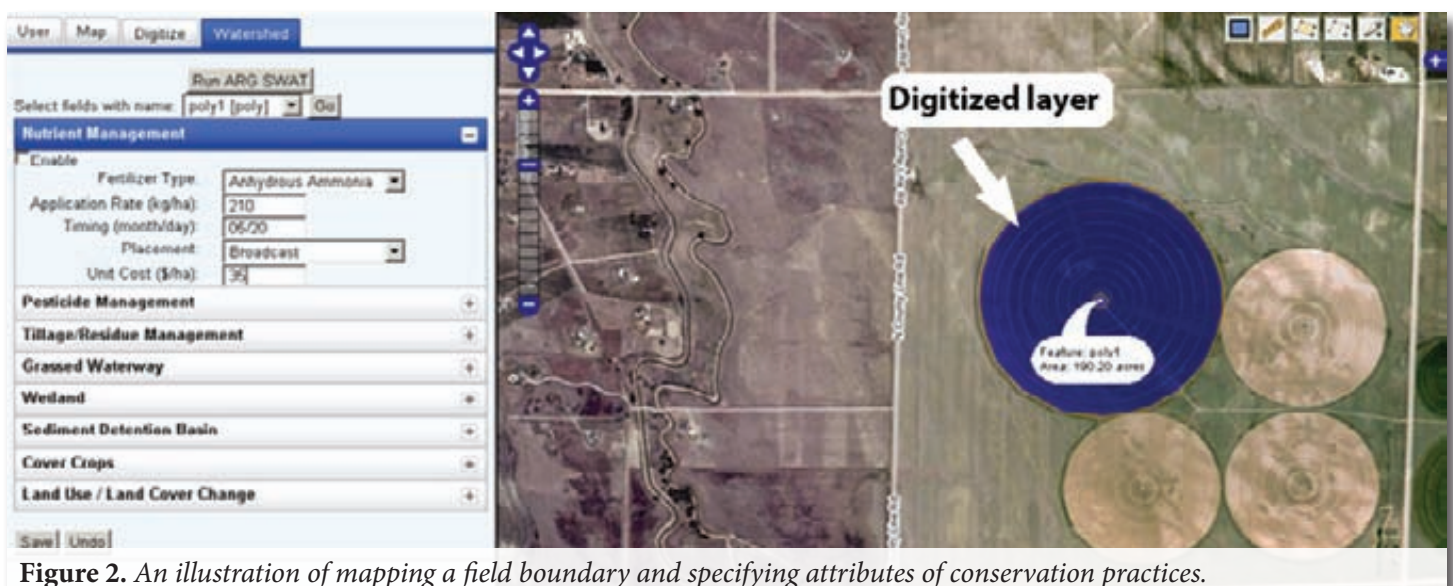 User Map Digitize Watershed
Run ARG SWAT
Select fields with name: poly1 [poly] Go
Nutrient Management
Enable
Fertilizer Type: Anhydrous Ammonia
Application Rate (kg/ha): 210
Timing (month/day): 06/20
Placement: Broadcast
Unit Cost ($/ha): 35
Pesticide Management
Tillage/Residue Management
Grassed Waterway
Wetland
Sediment Detention Basin
Cover Crops
Land Use / Land Cover Change
Save Undo
Digitized layer
Feature: poly1
Area: 190.20 acres
Figure 2. An illustration of mapping a field boundary and specifying attributes of conservation practices.